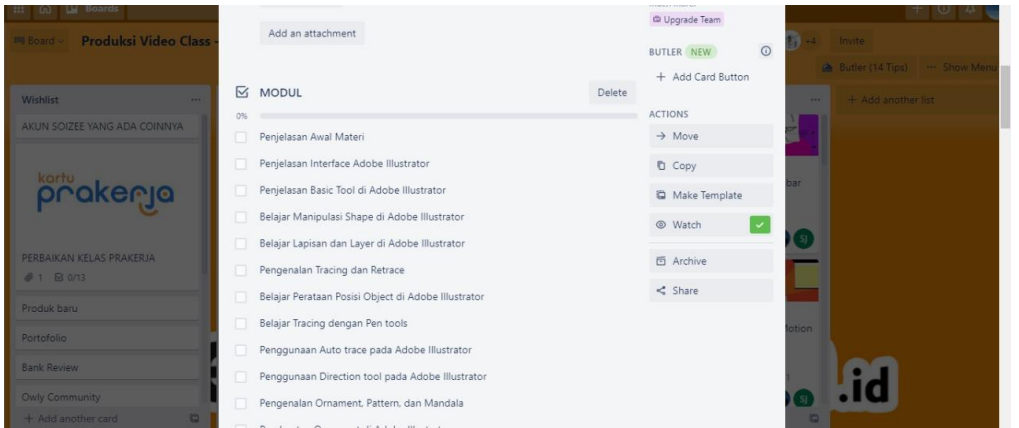 Boards
Board
Produksi Video Class -
+4
Invite
Butler (14 Tips)
... Show Menu
Wishlist
...
AKUN SOIZEE YANG ADA COINNYA
kartu
prakerja
PERBAIKAN KELAS PRAKERJA
1
0/13
Produk baru
Portofolio
Bank Review
Owly Community
+ Add another card
Add an attachment
MODUL
Delete
0%
Penjelasan Awal Materi
Penjelasan Interface Adobe Illustrator
Penjelasan Basic Tool di Adobe Illustrator
Belajar Manipulasi Shape di Adobe Illustrator
Belajar Lapisan dan Layer di Adobe Illustrator
Pengenalan Tracing dan Retrace
Belajar Perataan Posisi Object di Adobe Illustrator
Belajar Tracing dengan Pen tools
Penggunaan Auto trace pada Adobe Illustrator
Penggunaan Direction tool pada Adobe Illustrator
Pengenalan Ornament, Pattern, dan Mandala
Upgrade Team
BUTLER NEW
+ Add Card Button
ACTIONS
→ Move
Copy
Make Template
Watch
Archive
Share
...
+ Add another list
bar
SJ
Motion
1
SJ
.id